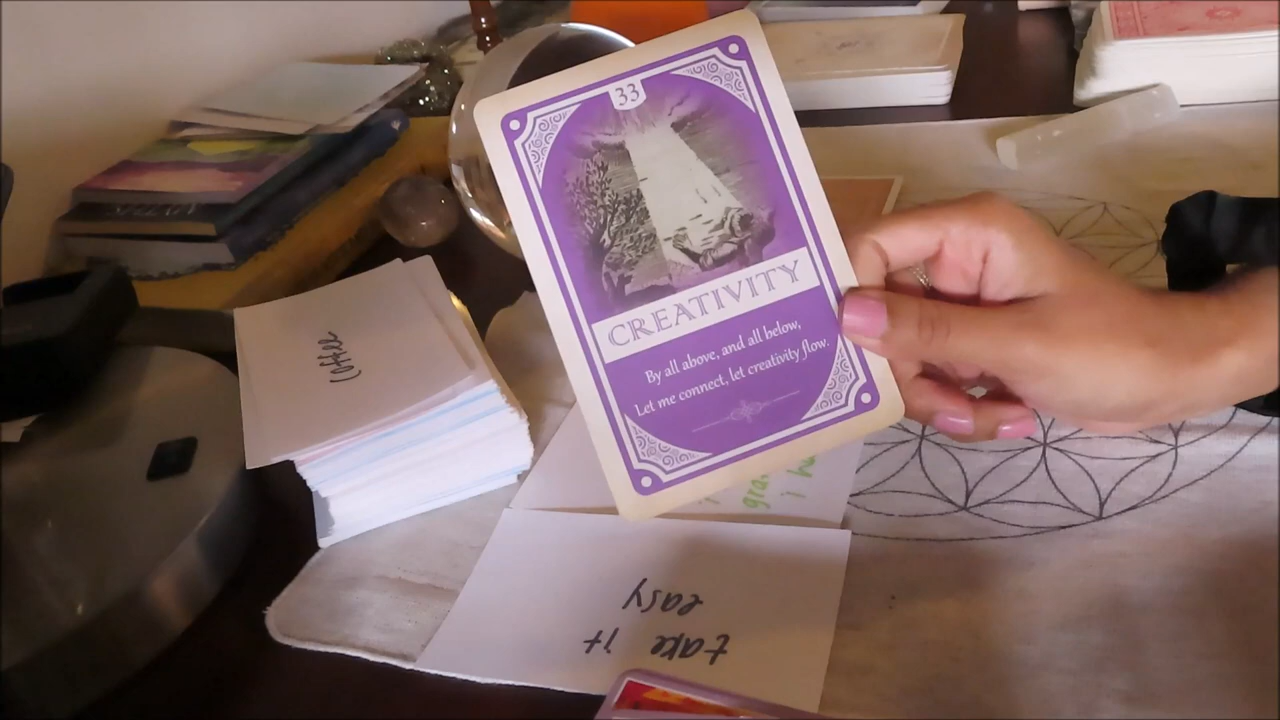 33
CREATIVITY
By all above, and all below,
Let me connect, let creativity flow.
Coffee
take it
easy